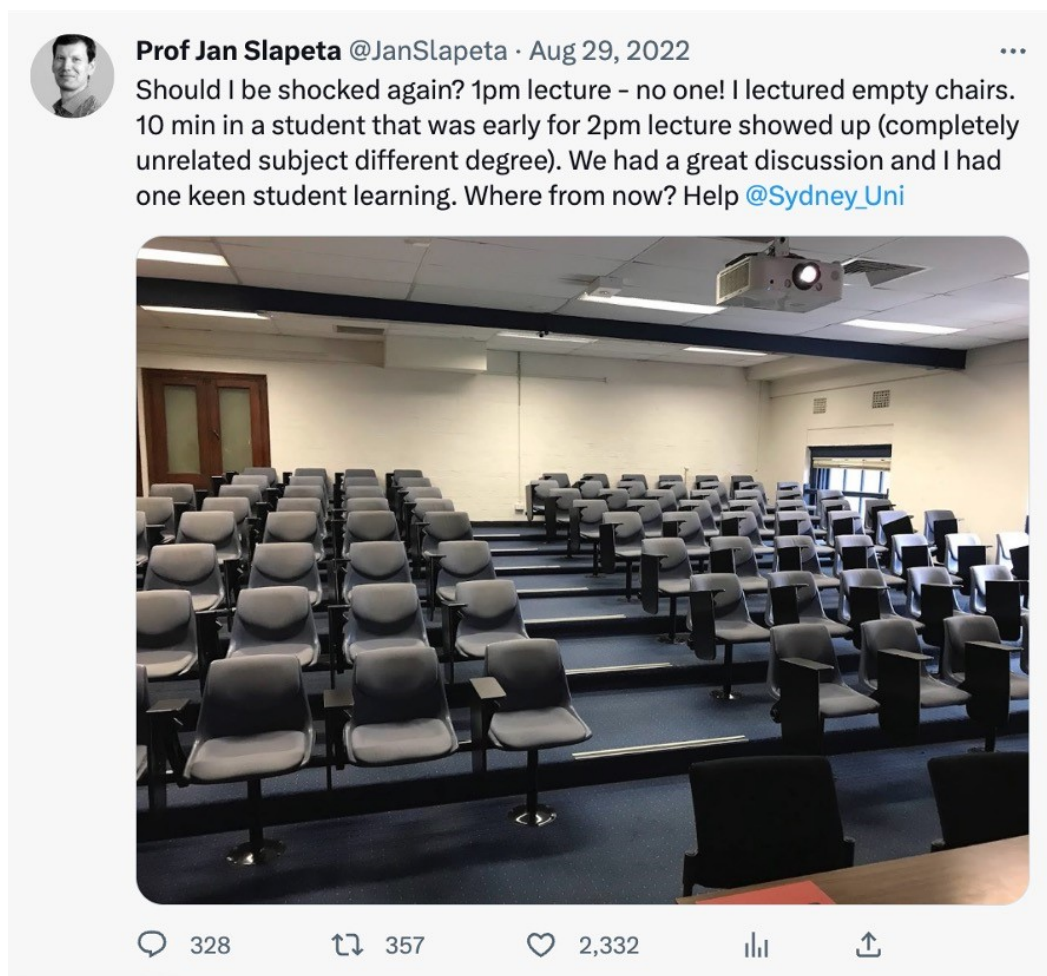 Prof Jan Slapeta @JanSlapeta · Aug 29, 2022
Should I be shocked again? 1pm lecture - no one! I lectured empty chairs.
10 min in a student that was early for 2pm lecture showed up (completely
unrelated subject different degree). We had a great discussion and I had
one keen student learning. Where from now? Help @Sydney_Uni
328 357 2,332